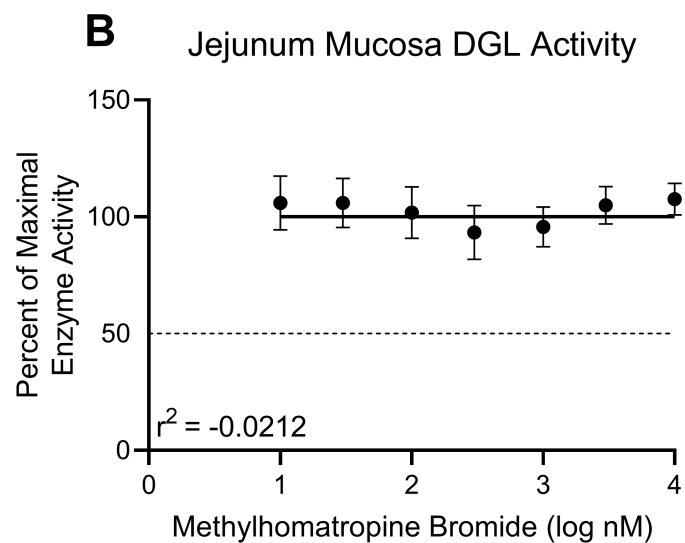 B
Jejunum Mucosa DGL Activity
150
100
50
0
Percent of Maximal
Enzyme Activity
r² = -0.0212
0 1 2 3 4
Methylhomatropine Bromide (log nM)